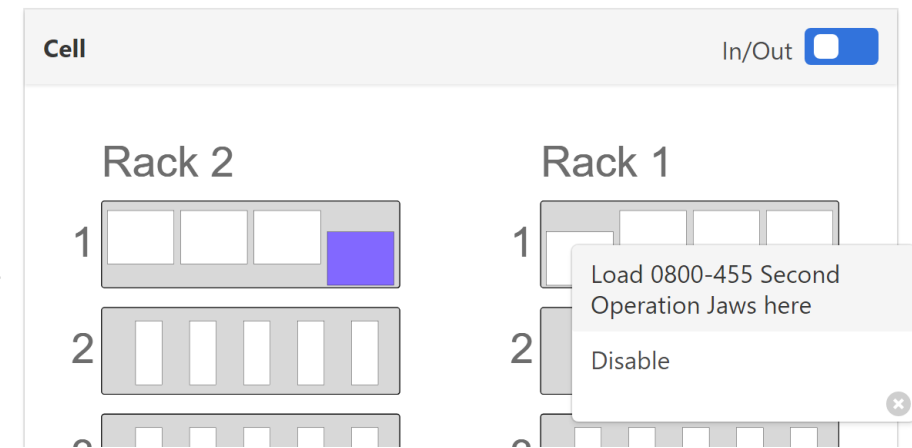 Cell
In/Out
Rack 2
Rack 1
1
1
Load 0800-455 Second
Operation Jaws here
2
2
Disable